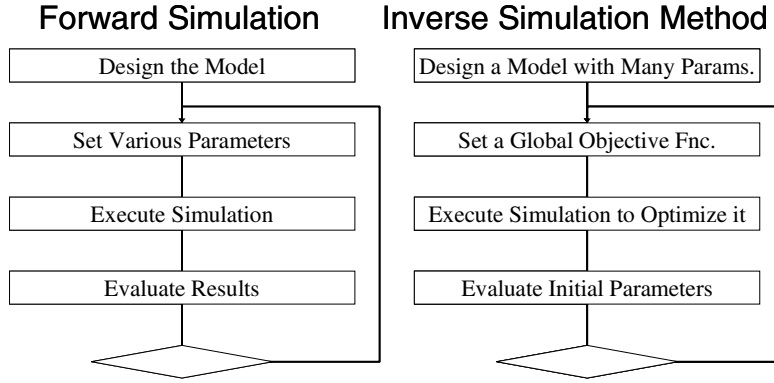 Forward Simulation
Design the Model
Set Various Parameters
Execute Simulation
Evaluate Results
Inverse Simulation Method
Design a Model with Many Params.
Set a Global Objective Fnc.
Execute Simulation to Optimize it
Evaluate Initial Parameters